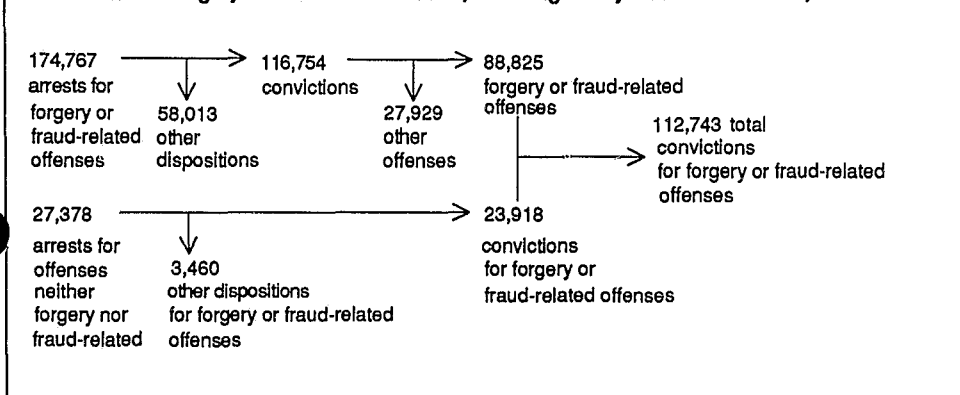 174,767
arrests for
forgery or
fraud-related
offenses
58,013
other
dispositions
116,754
convictions
27,929
other
offenses
88,825
forgery or fraud-related
offenses
112,743 total
convictions
for forgery or fraud-related
offenses
27,378
arrests for
offenses
neither
forgery nor
fraud-related
3,460
other dispositions
for forgery or fraud-related
offenses
23,918
convictions
for forgery or
fraud-related offenses